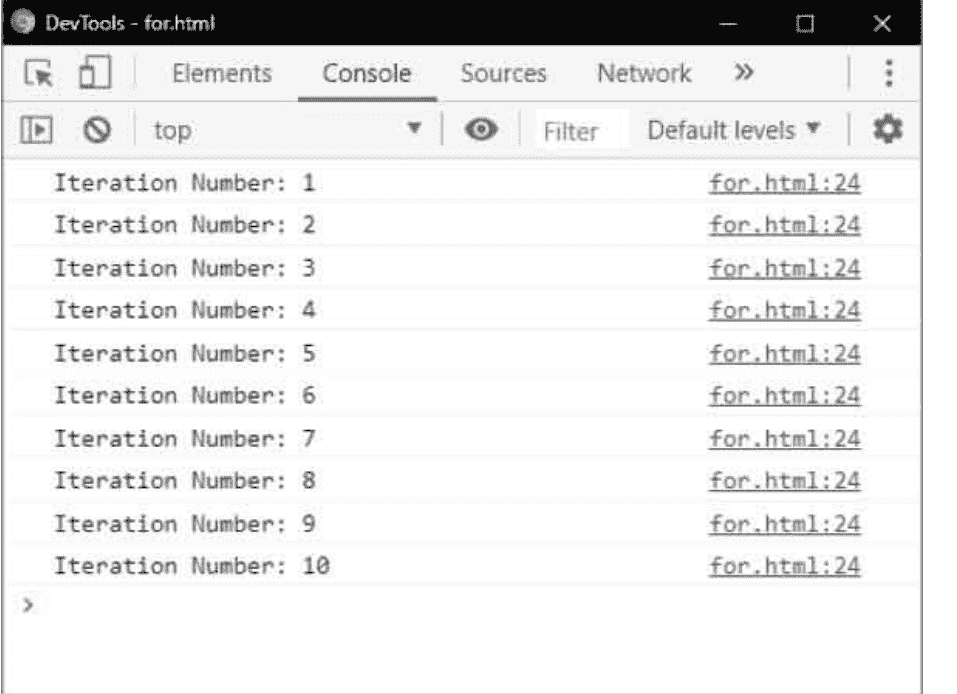 DevTools - for.html
Elements Console Sources Network »
top Filter Default levels
Iteration Number: 1 for.html:24
Iteration Number: 2 for.html:24
Iteration Number: 3 for.html:24
Iteration Number: 4 for.html:24
Iteration Number: 5 for.html:24
Iteration Number: 6 for.html:24
Iteration Number: 7 for.html:24
Iteration Number: 8 for.html:24
Iteration Number: 9 for.html:24
Iteration Number: 10 for.html:24
>